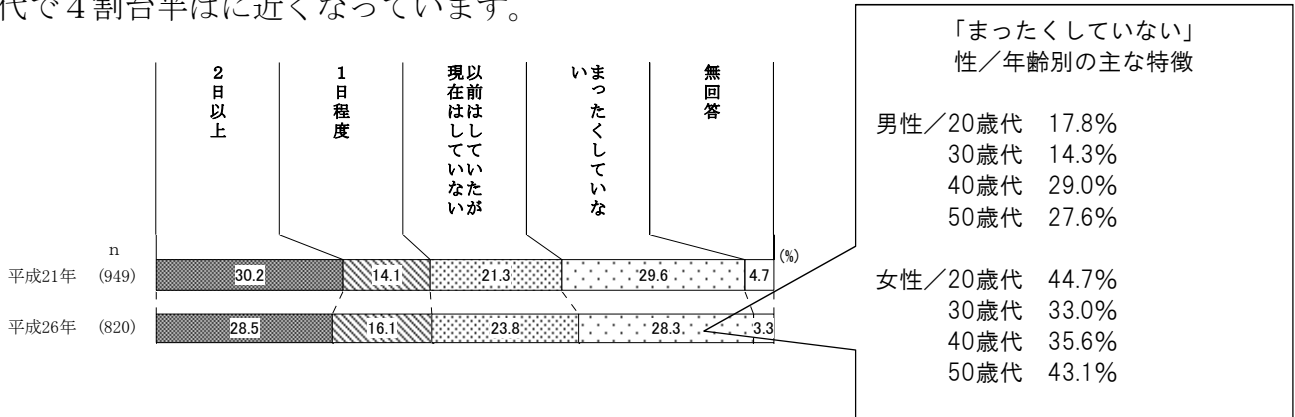 代で４割台半ばに近くなっています。
２日以上
１日程度
以前はしていたが
現在はしていない
まったくしていな
い
無回答
(%)
n
平成21年 (949) 30.2 14.1 21.3 29.6 4.7
平成26年 (820) 28.5 16.1 23.8 28.3 3.3
「まったくしていない」
性／年齢別の主な特徴
男性／20歳代 17.8%
30歳代 14.3%
40歳代 29.0%
50歳代 27.6%
女性／20歳代 44.7%
30歳代 33.0%
40歳代 35.6%
50歳代 43.1%